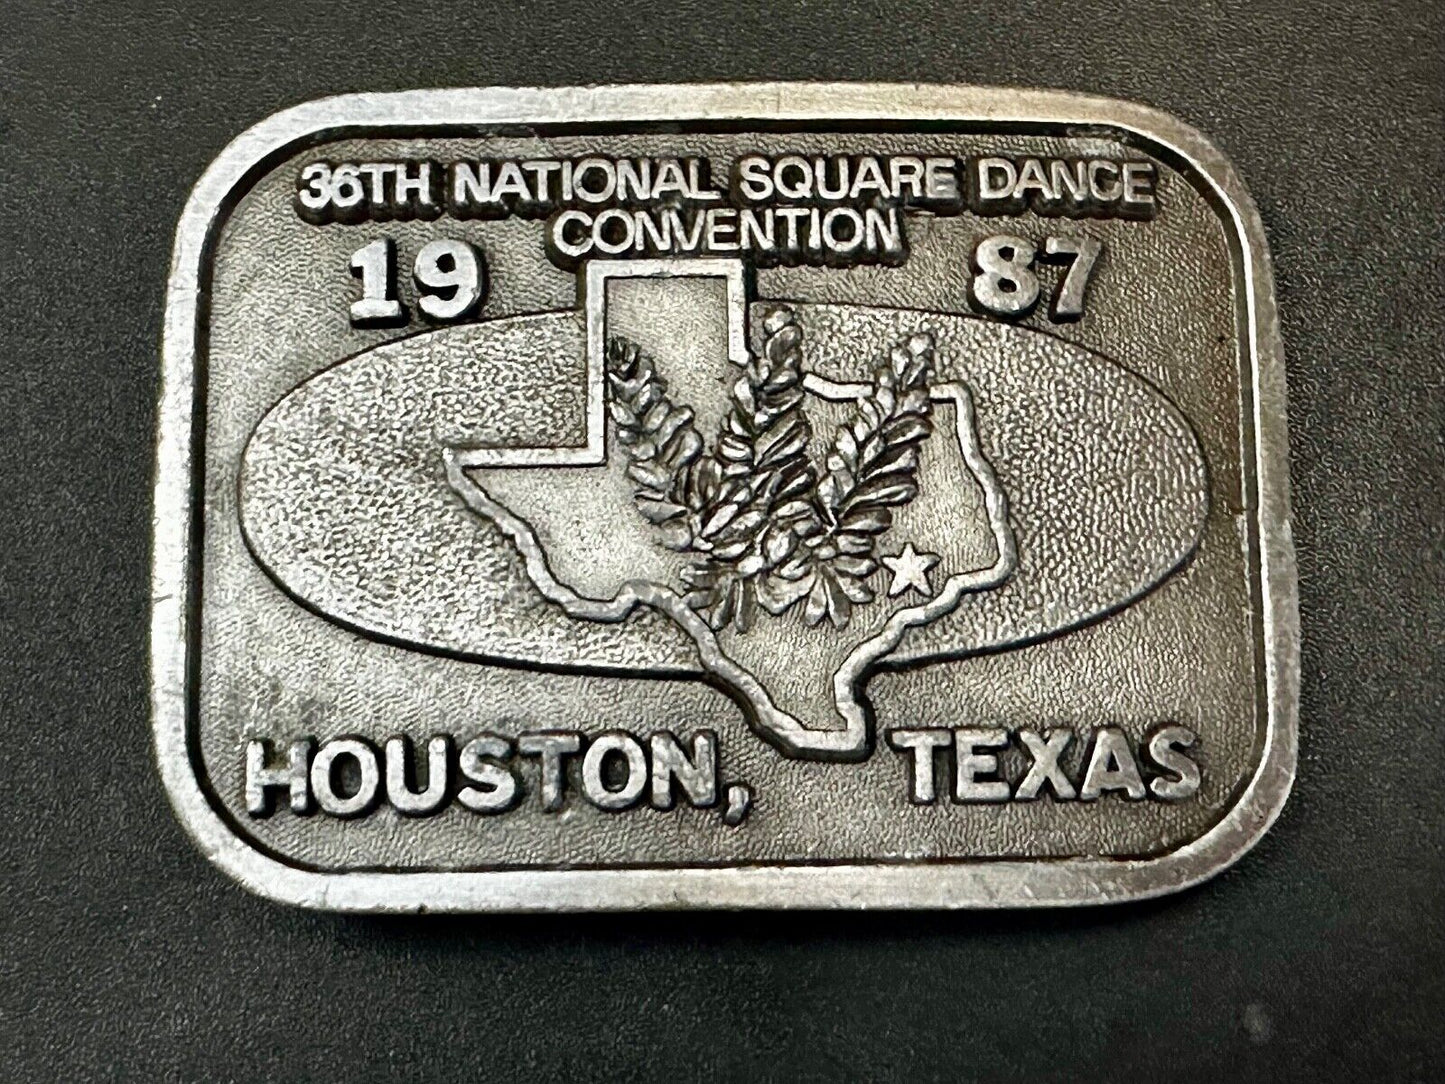 36TH NATIONAL SQUARE DANCE
CONVENTION
19 87
HOUSTON, TEXAS